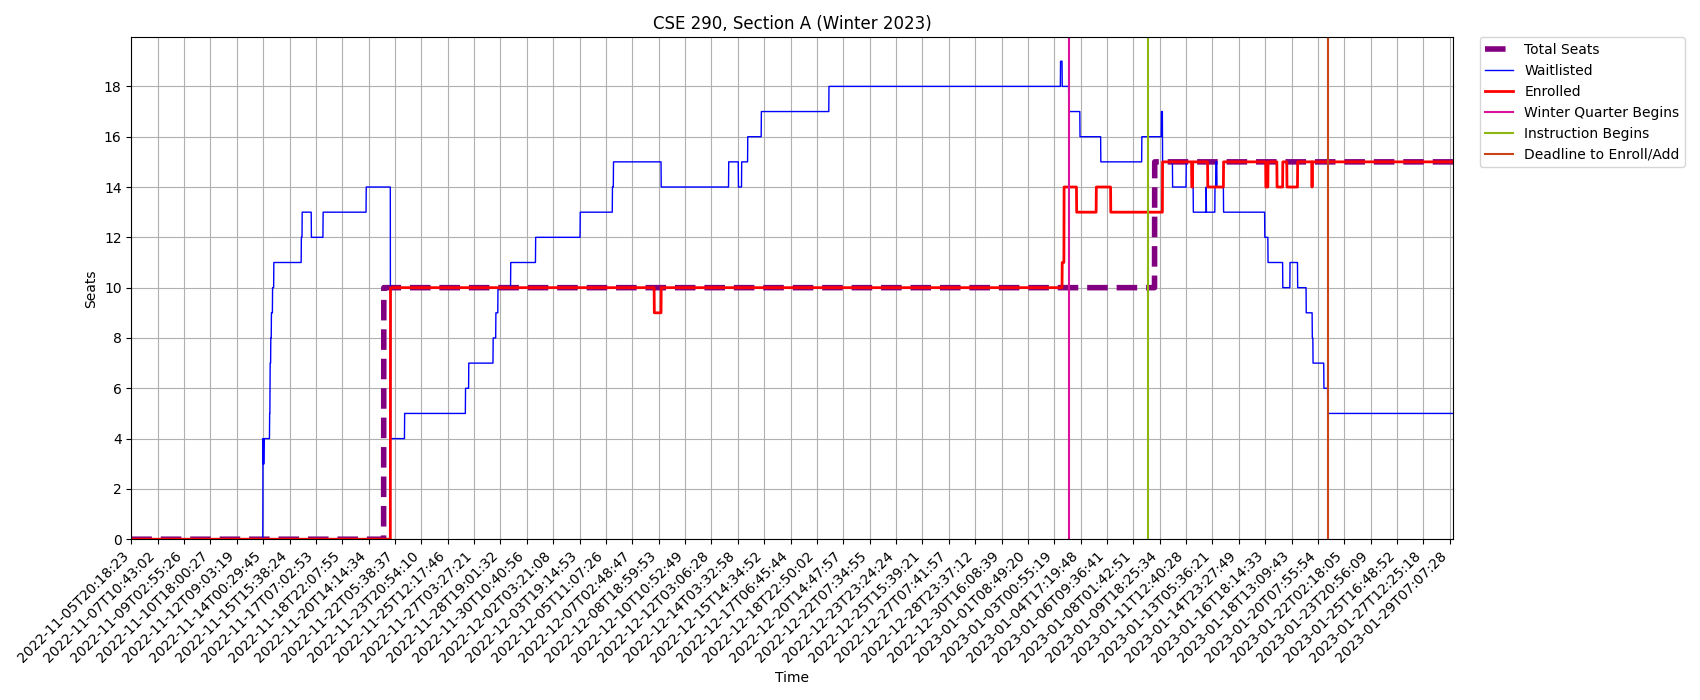 CSE 290, Section A (Winter 2023)
Total Seats
Waitlisted
Enrolled
Winter Quarter Begins
Instruction Begins
Deadline to Enroll/Add
Seats
18
16
14
12
10
8
6
4
2
0
2022-11-05T20:18:23
2022-11-07T10:43:02
2022-11-09T02:55:26
2022-11-10T18:00:27
2022-11-12T09:03:19
2022-11-14T00:29:45
2022-11-15T15:38:24
2022-11-17T07:02:53
2022-11-18T22:07:55
2022-11-20T14:14:34
2022-11-22T05:38:37
2022-11-23T20:54:10
2022-11-25T12:17:46
2022-11-27T03:27:21
2022-11-28T19:01:32
2022-11-30T10:40:56
2022-12-02T03:21:08
2022-12-03T19:14:53
2022-12-05T11:07:26
2022-12-07T02:48:47
2022-12-08T18:59:53
2022-12-10T10:52:49
2022-12-12T03:06:28
2022-12-14T03:32:58
2022-12-15T14:34:52
2022-12-17T06:45:44
2022-12-18T22:50:02
2022-12-20T14:47:57
2022-12-22T07:34:55
2022-12-23T23:24:24
2022-12-25T15:39:21
2022-12-27T07:41:57
2022-12-28T23:37:12
2022-12-30T16:08:39
2023-01-01T08:49:20
2023-01-03T00:55:19
2023-01-04T17:19:48
2023-01-06T09:36:41
2023-01-08T01:42:51
2023-01-09T18:25:34
2023-01-11T12:40:28
2023-01-13T05:36:21
2023-01-14T23:27:49
2023-01-16T18:14:33
2023-01-18T13:09:43
2023-01-20T07:55:54
2023-01-22T02:18:05
2023-01-23T20:56:09
2023-01-25T16:48:52
2023-01-27T12:25:18
2023-01-29T07:07:28
Time